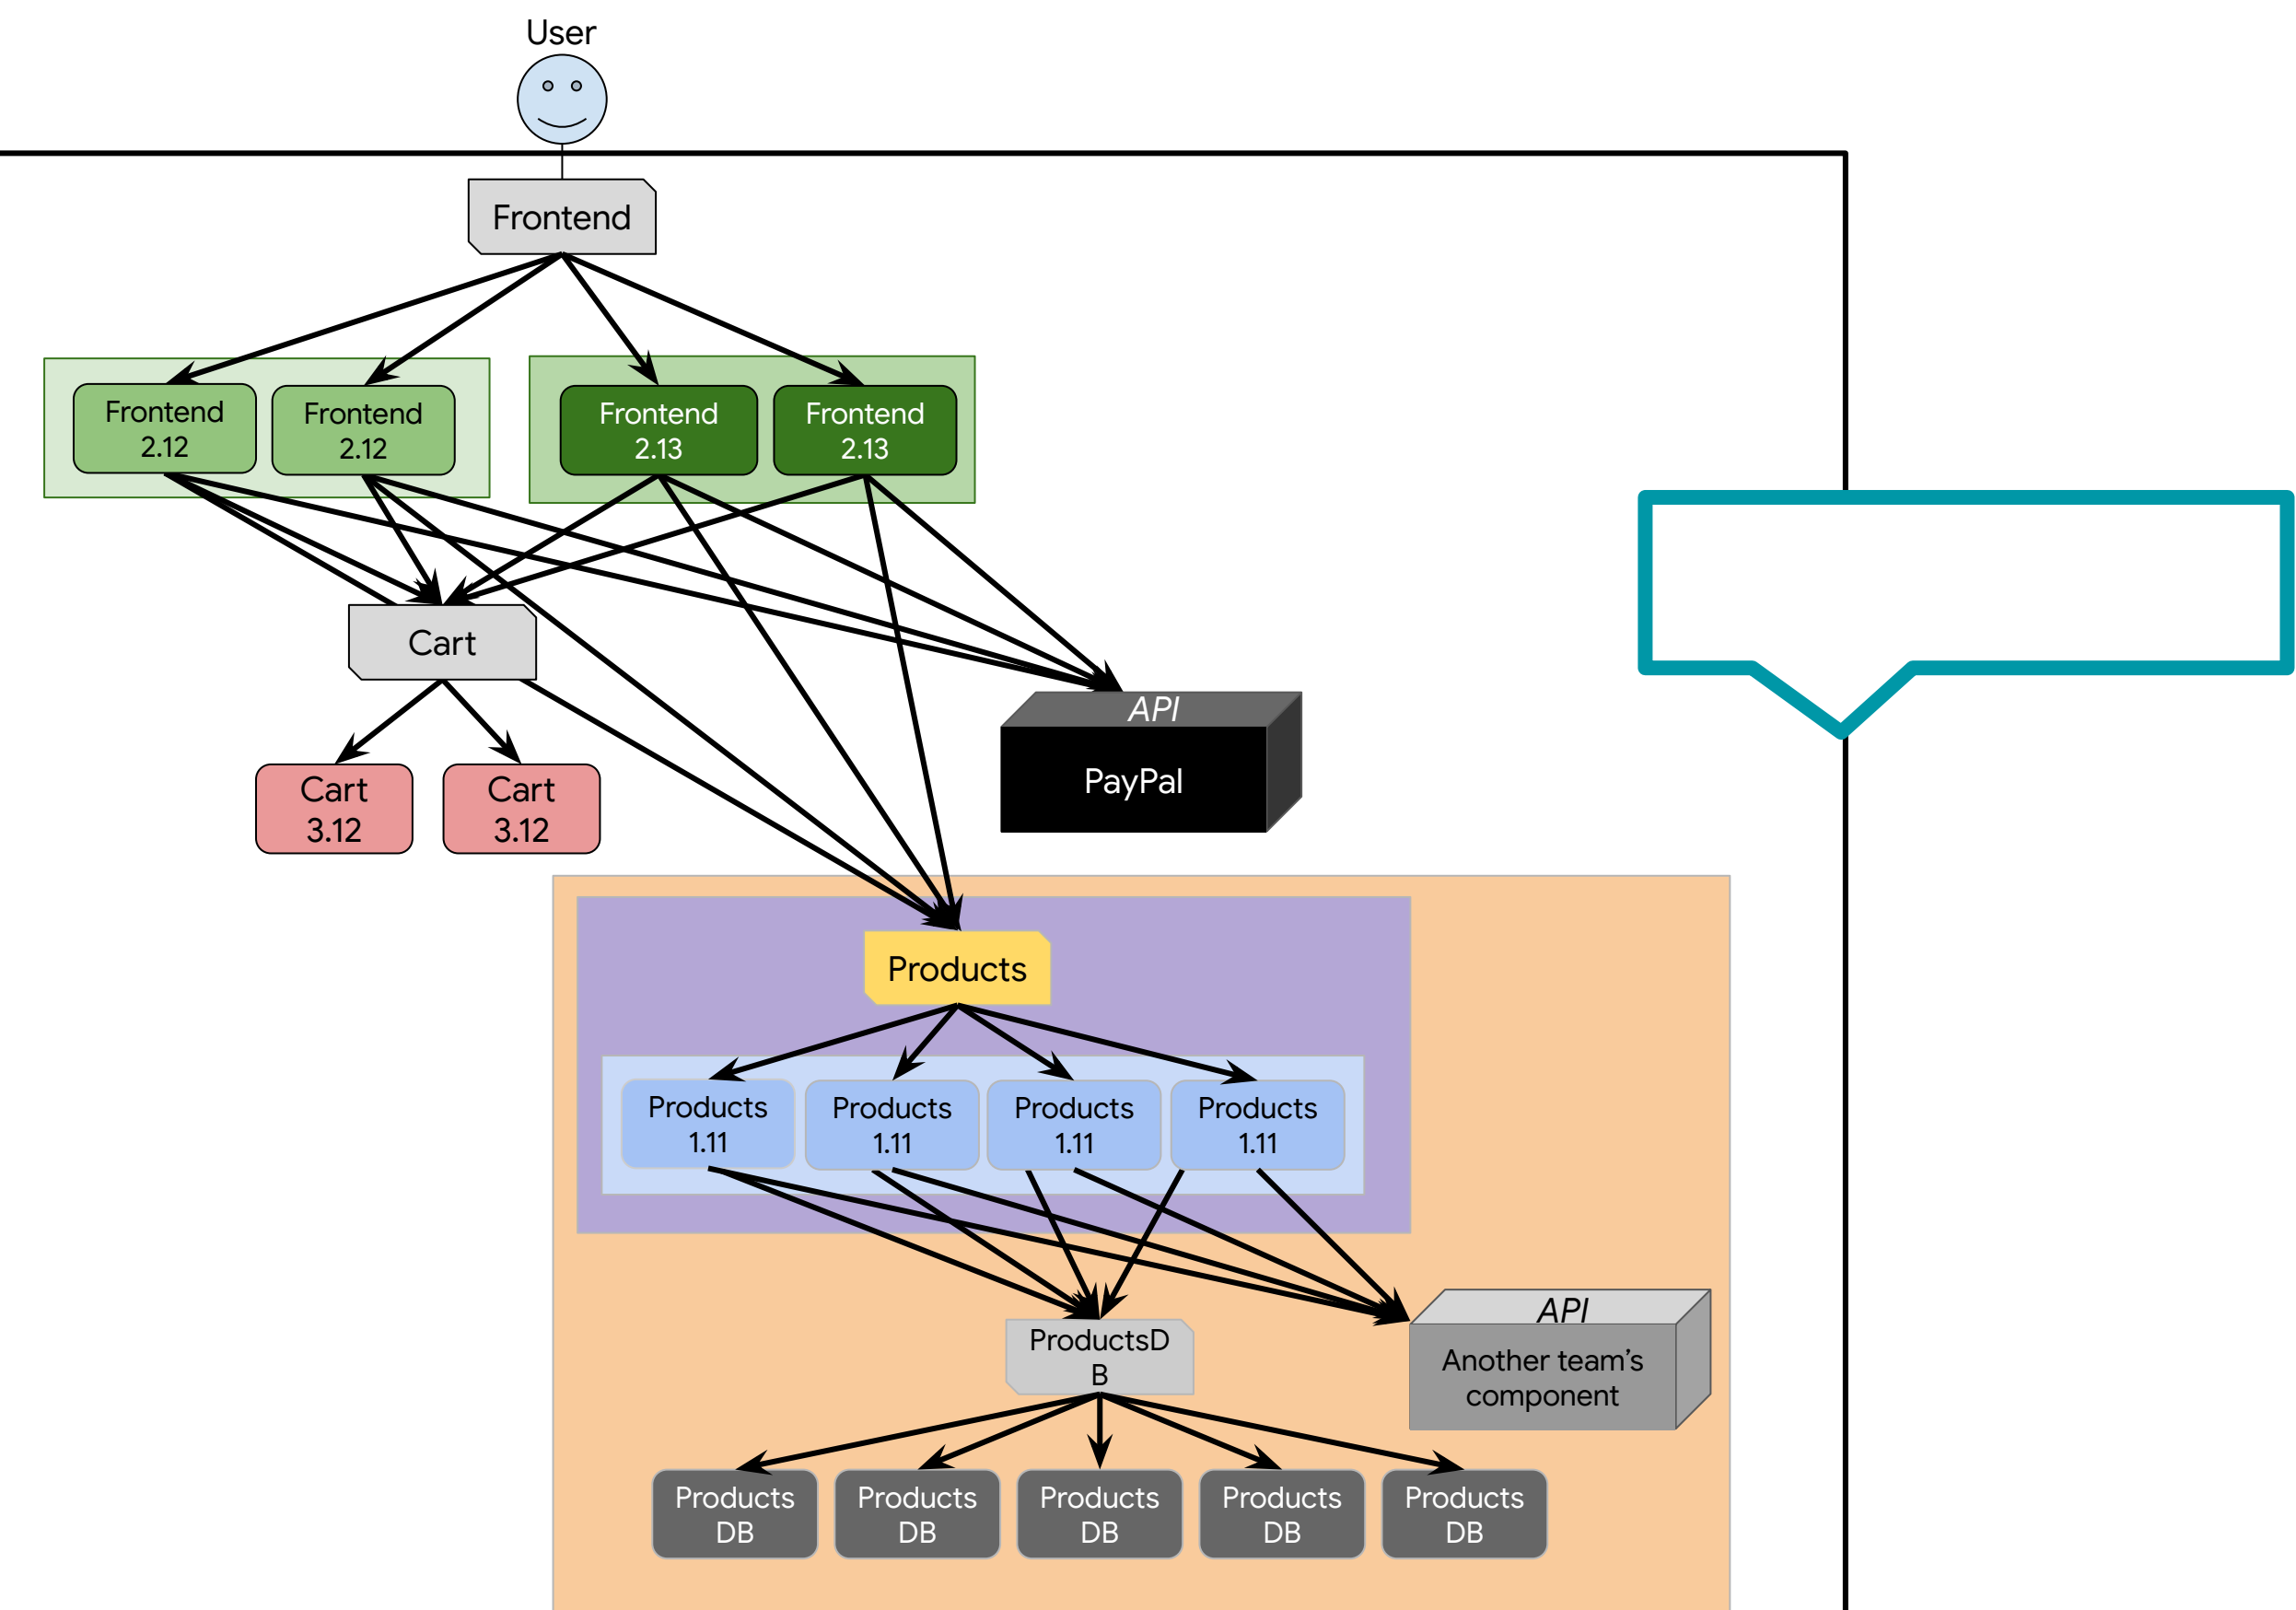 User
Frontend
Frontend
2.12
Frontend
2.12
Frontend
2.13
Frontend
2.13
Cart
API
PayPal
Cart
3.12
Cart
3.12
Products
Products
1.11
Products
1.11
Products
1.11
Products
1.11
ProductsD
B
API
Another team’s
component
Products
DB
Products
DB
Products
DB
Products
DB
Products
DB